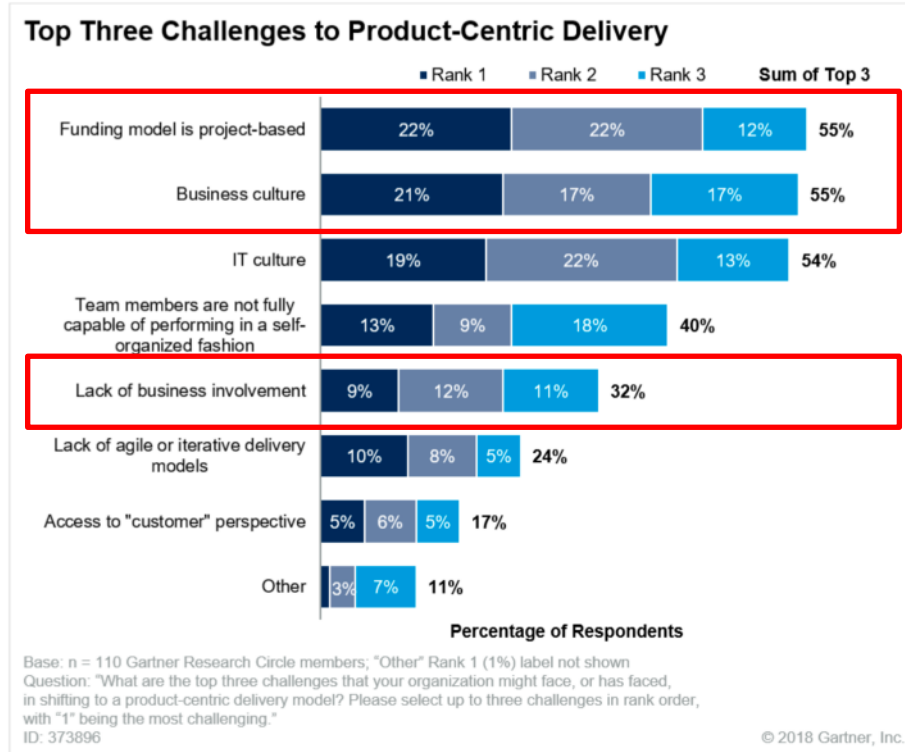 Top Three Challenges to Product-Centric Delivery
Rank 1 Rank 2 Rank 3 Sum of Top 3
Funding model is project-based 22% 22% 12% 55%
Business culture 21% 17% 17% 55%
IT culture 19% 22% 13% 54%
Team members are not fully
capable of performing in a self-
organized fashion
13% 9% 18% 40%
Lack of business involvement 9% 12% 11% 32%
Lack of agile or iterative delivery
models
10% 8% 5% 24%
Access to "customer" perspective 5% 6% 5% 17%
Other 3% 7% 11%
Percentage of Respondents
Base: n = 110 Gartner Research Circle members; "Other" Rank 1 (1%) label not shown
Question: "What are the top three challenges that your organization might face, or has faced,
in shifting to a product-centric delivery model? Please select up to three challenges in rank order,
with "1" being the most challenging."
ID: 373896 © 2018 Gartner, Inc.